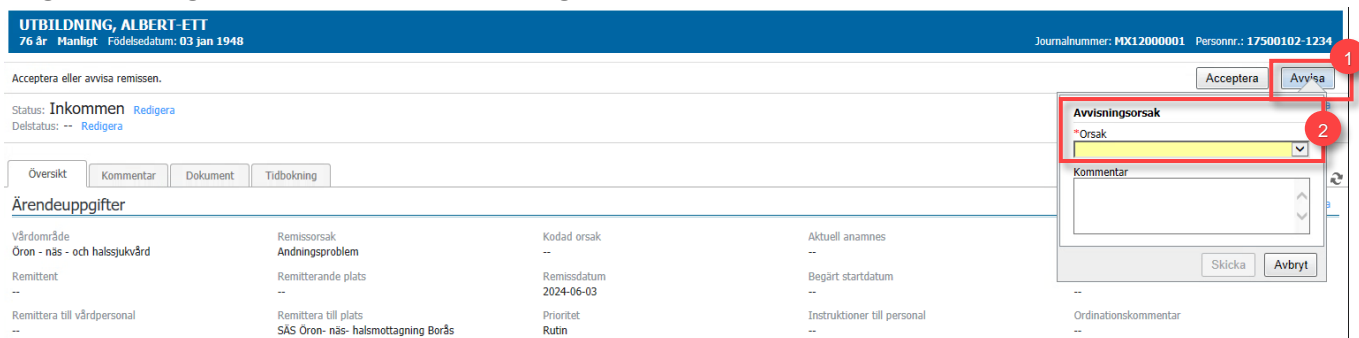 UTBILDNING, ALBERT-ETT
76 år Manligt Födelsedatum: 03 jan 1948 Journalnummer: MX12000001 Personnr.: 17500102-1234
1
Acceptera eller avvisa remissen. Acceptera Avvisa
Status: Inkommen Redigera
Delstatus: -- Redigera
Avvisningsorsak
2
*Orsak
Kommentar
Skicka Avbryt
Översikt Kommentar Dokument Tidbokning
Ärendeuppgifter
Vårdområde Remissorsak Kodad orsak Aktuell anamnes
Öron - näs - och halssjukvård Andningsproblem -- --
Remittent Remitterande plats Remissdatum Begärt startdatum
-- -- 2024-06-03 -- --
Remittera till vårdpersonal Remittera till plats Prioritet Instruktioner till personal Ordinationskommentar
-- SÄS Öron- näs- halsmottagning Borås Rutin -- --